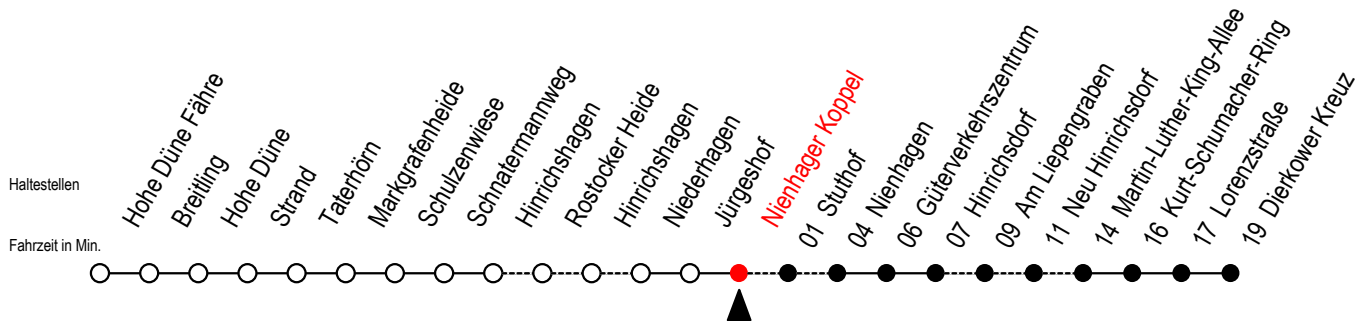 Haltestellen
Fahrzeit in Min.
Hohe Düne Fähre
Breitling
Hohe Düne
Strand
Taterhörn
Markgrafenheide
Schulzenwiese
Schnatermannweg
Hinrichshagen
Rostocker Heide
Hinrichshagen
Niederhagen
Jürgeshof
Nienhager Koppel
01 Stuthof
04 Nienhagen
06 Güterverkehrszentrum
07 Hinrichsdorf
09 Am Liepengraben
11 Neu Hinrichsdorf
14 Martin-Luther-King-Allee
16 Kurt-Schumacher-Ring
17 Lorenzstraße
19 Dierkower Kreuz